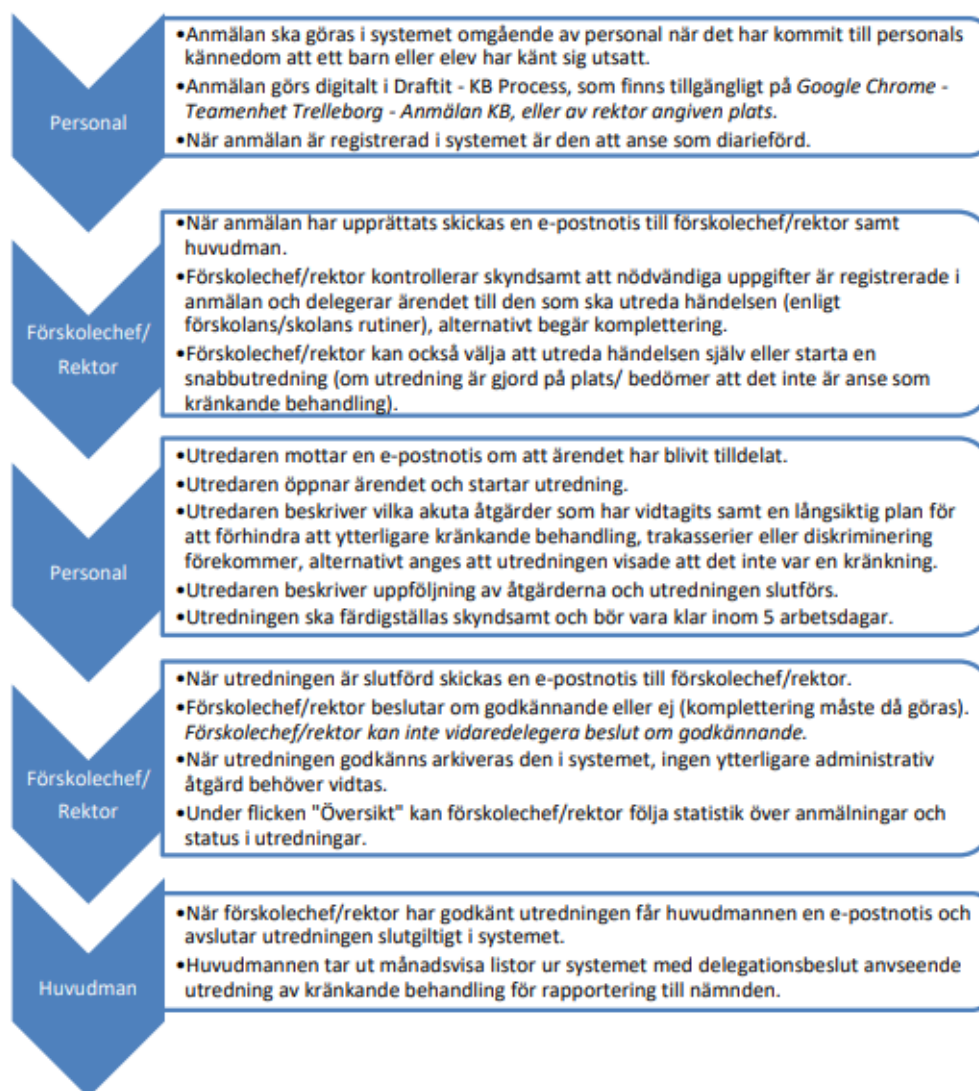 Personal
•Anmälan ska göras i systemet omgående av personal när det har kommit till personals
kännedom att ett barn eller elev har känt sig utsatt.
•Anmälan görs digitalt i Draftit - KB Process, som finns tillgängligt på Google Chrome -
Teamenhet Trelleborg - Anmälan KB, eller av rektor angiven plats.
•När anmälan är registrerad i systemet är den att anse som diarieförd.
Förskolechef/
Rektor
•När anmälan har upprättats skickas en e-postnotis till förskolechef/rektor samt
huvudman.
•Förskolechef/rektor kontrollerar skyndsamt att nödvändiga uppgifter är registrerade i
anmälan och delegerar ärendet till den som ska utreda händelsen (enligt
förskolans/skolans rutiner), alternativt begär komplettering.
•Förskolechef/rektor kan också välja att utreda händelsen själv eller starta en
snabbutredning (om utredning är gjord på plats/ bedömer att det inte är anse som
kränkande behandling).
Personal
•Utredaren mottar en e-postnotis om att ärendet har blivit tilldelat.
•Utredaren öppnar ärendet och startar utredning.
•Utredaren beskriver vilka akuta åtgärder som har vidtagits samt en långsiktig plan för
att förhindra att ytterligare kränkande behandling, trakasserier eller diskriminering
förekommer, alternativt anges att utredningen visade att det inte var en kränkning.
•Utredaren beskriver uppföljning av åtgärderna och utredningen slutförs.
•Utredningen ska färdigställas skyndsamt och bör vara klar inom 5 arbetsdagar.
Förskolechef/
Rektor
•När utredningen är slutförd skickas en e-postnotis till förskolechef/rektor.
•Förskolechef/rektor beslutar om godkännande eller ej (komplettering måste då göras).
Förskolechef/rektor kan inte vidaredelegera beslut om godkännande.
•När utredningen godkänns arkiveras den i systemet, ingen ytterligare administrativ
åtgärd behöver vidtas.
•Under flicken "Översikt" kan förskolechef/rektor följa statistik över anmälningar och
status i utredningar.
Huvudman
•När förskolechef/rektor har godkänt utredningen får huvudmannen en e-postnotis och
avslutar utredningen slutgiltigt i systemet.
•Huvudmannen tar ut månadsvisa listor ur systemet med delegationsbeslut anvseende
utredning av kränkande behandling för rapportering till nämnden.